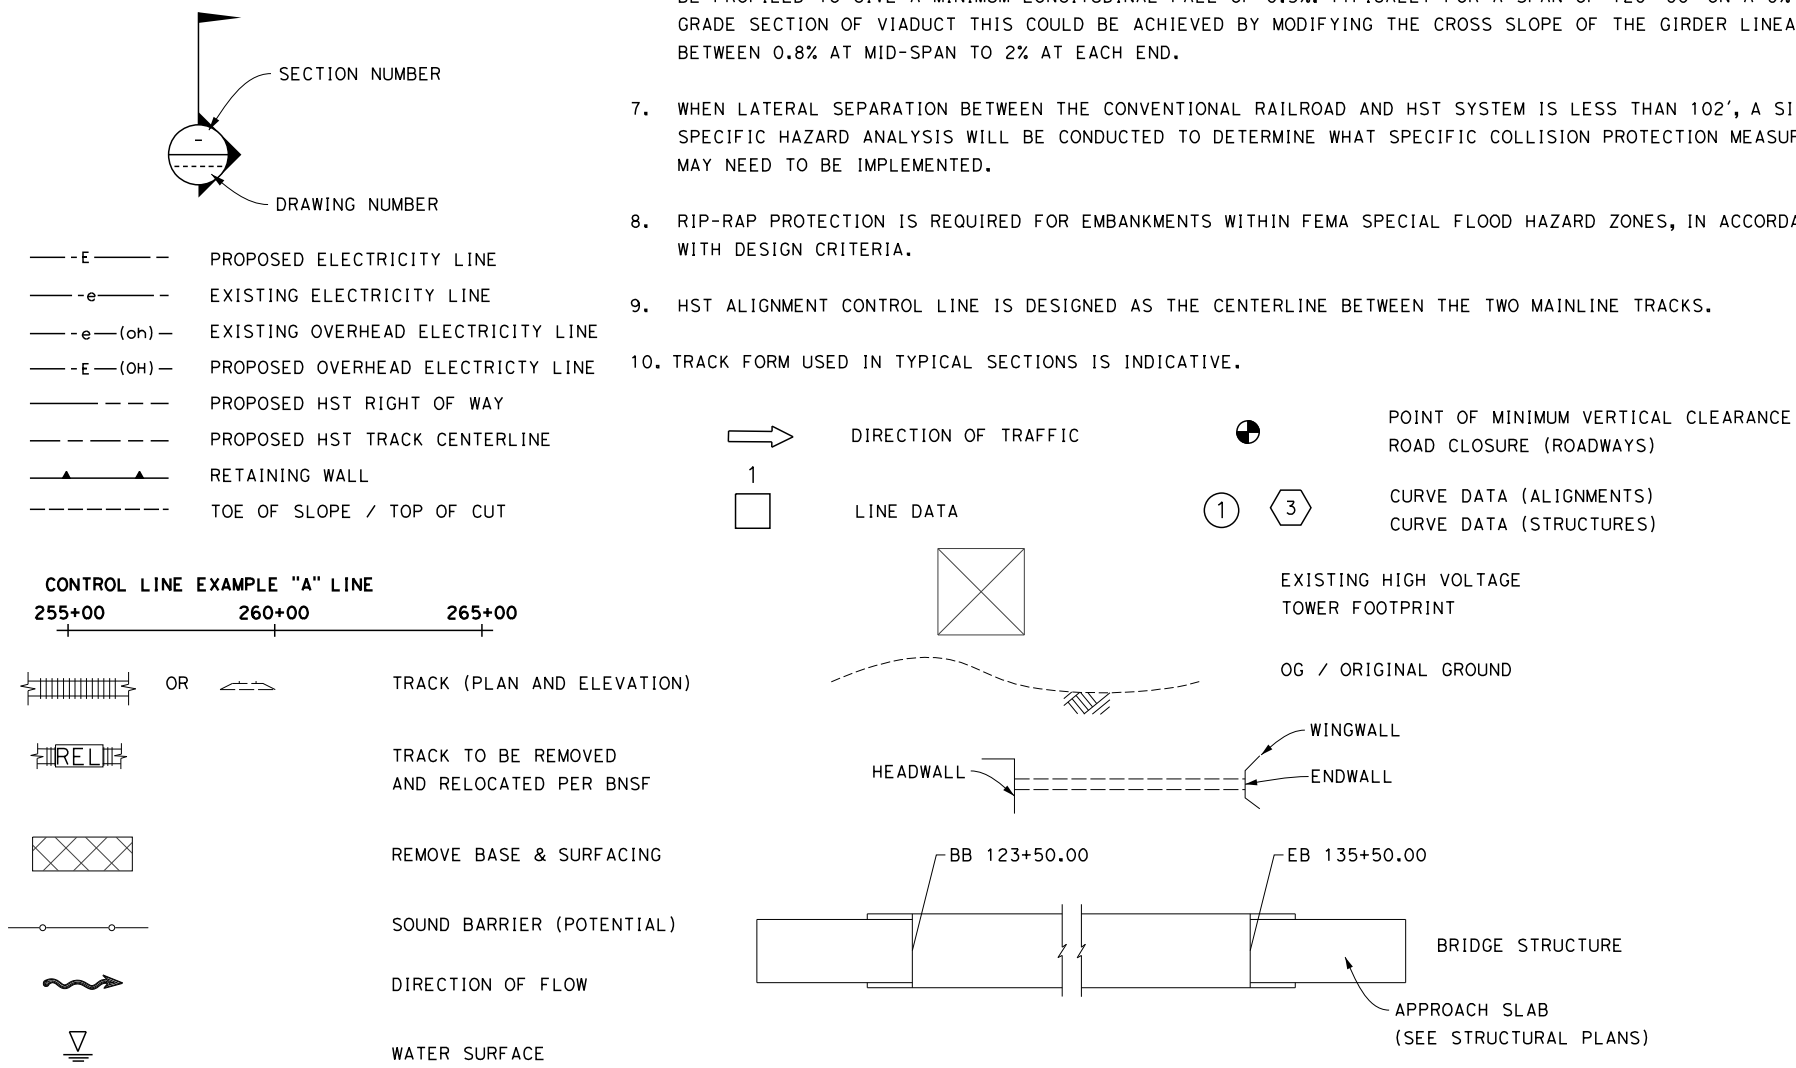 SECTION NUMBER
-
DRAWING NUMBER
-E PROPOSED ELECTRICITY LINE
-e EXISTING ELECTRICITY LINE
-e (oh) EXISTING OVERHEAD ELECTRICITY LINE
-E (OH) PROPOSED OVERHEAD ELECTRICTY LINE
PROPOSED HST RIGHT OF WAY
PROPOSED HST TRACK CENTERLINE
RETAINING WALL
TOE OF SLOPE / TOP OF CUT
CONTROL LINE EXAMPLE "A" LINE
255+00 260+00 265+00
OR TRACK (PLAN AND ELEVATION)
REL TRACK TO BE REMOVED
AND RELOCATED PER BNSF
REMOVE BASE & SURFACING
SOUND BARRIER (POTENTIAL)
DIRECTION OF FLOW
WATER SURFACE
GRADE SECTION OF VIADUCT THIS COULD BE ACHIEVED BY MODIFYING THE CROSS SLOPE OF THE GIRDER
BETWEEN 0.8% AT MID-SPAN TO 2% AT EACH END.
7. WHEN LATERAL SEPARATION BETWEEN THE CONVENTIONAL RAILROAD AND HST SYSTEM IS LESS THAN 102', A
SPECIFIC HAZARD ANALYSIS WILL BE CONDUCTED TO DETERMINE WHAT SPECIFIC COLLISION PROTECTION
MAY NEED TO BE IMPLEMENTED.
8. RIP-RAP PROTECTION IS REQUIRED FOR EMBANKMENTS WITHIN FEMA SPECIAL FLOOD HAZARD ZONES, IN
WITH DESIGN CRITERIA.
9. HST ALIGNMENT CONTROL LINE IS DESIGNED AS THE CENTERLINE BETWEEN THE TWO MAINLINE TRACKS.
10. TRACK FORM USED IN TYPICAL SECTIONS IS INDICATIVE.
DIRECTION OF TRAFFIC
POINT OF MINIMUM VERTICAL CLEARANCE
ROAD CLOSURE (ROADWAYS)
1
LINE DATA
1 3 CURVE DATA (ALIGNMENTS)
CURVE DATA (STRUCTURES)
EXISTING HIGH VOLTAGE
TOWER FOOTPRINT
OG / ORIGINAL GROUND
WINGWALL
HEADWALL
ENDWALL
BB 123+50.00 EB 135+50.00
BRIDGE STRUCTURE
APPROACH SLAB
(SEE STRUCTURAL PLANS)